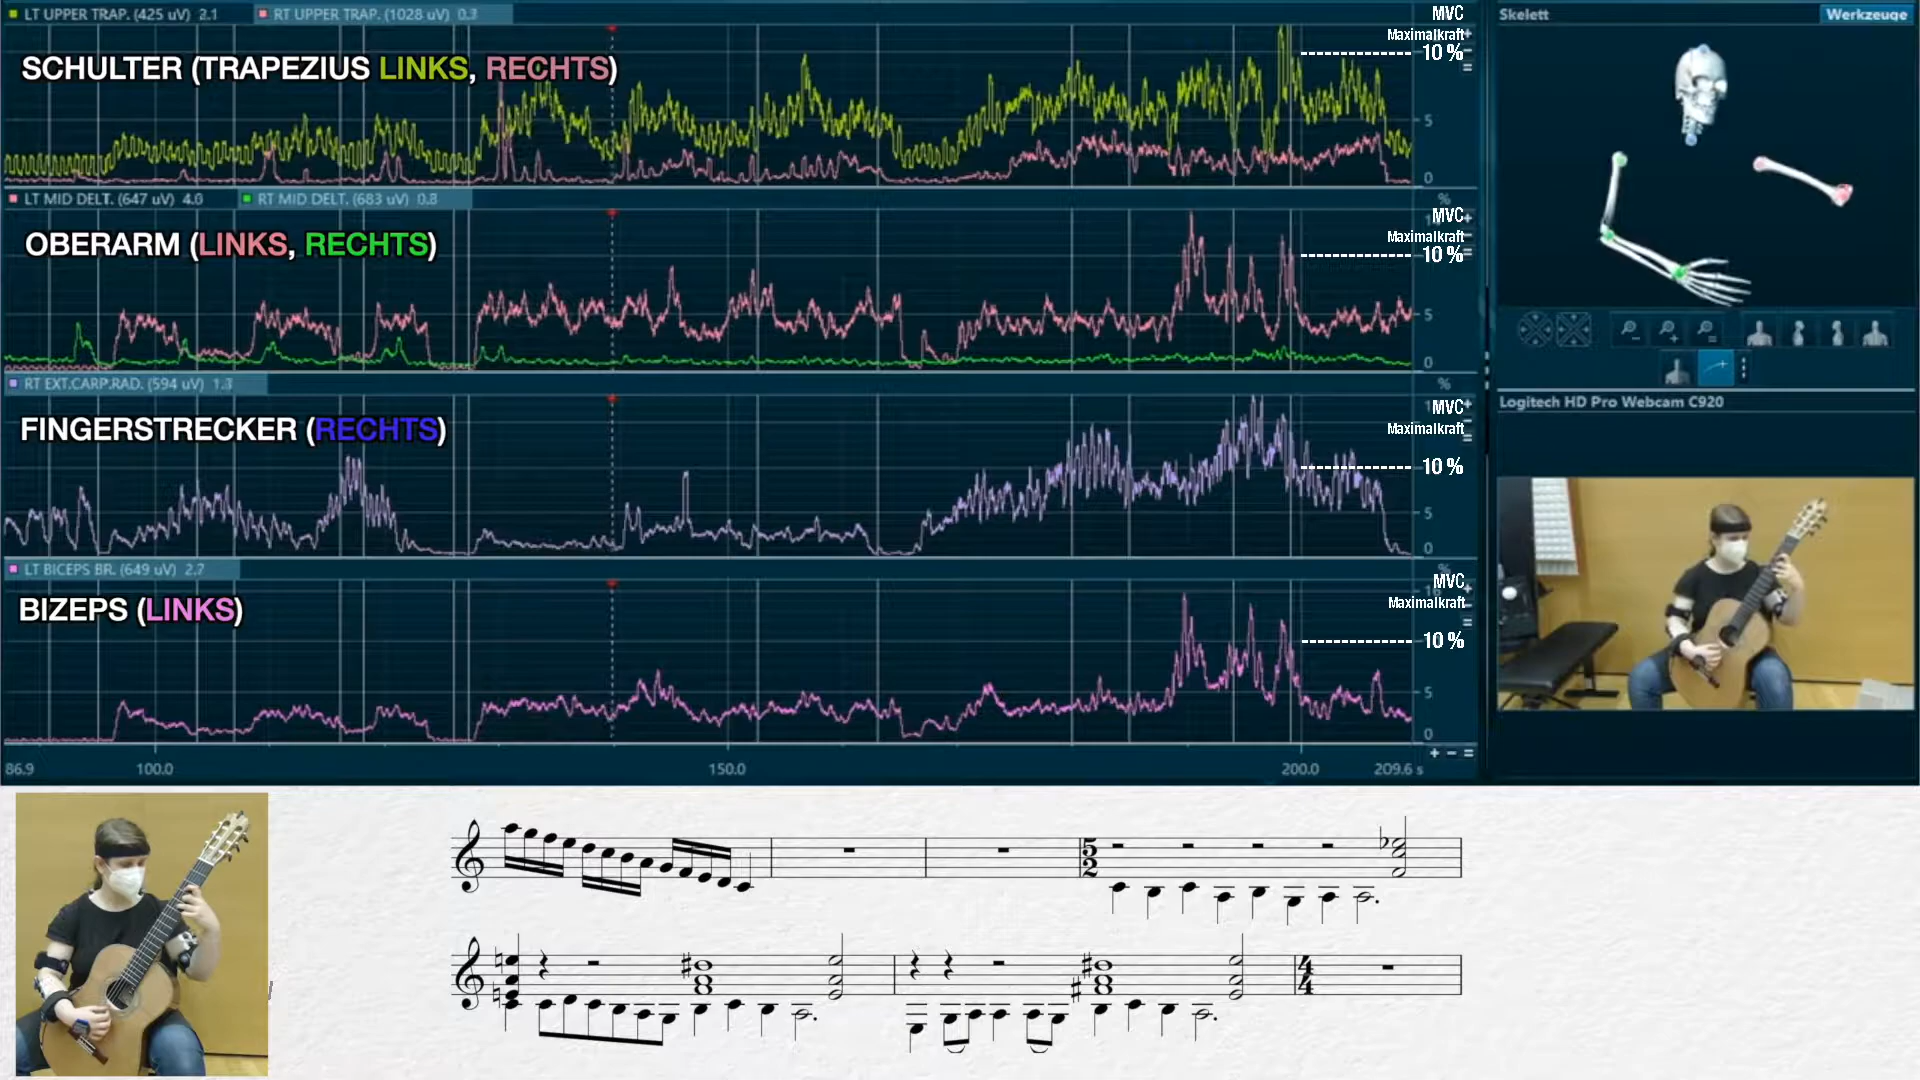 LT UPPER TRAP. (425 uV) 2.1
RT UPPER TRAP. (1028 uV) 0.3
MVC
Maximalkraft
10 %
SCHULTER (TRAPEZIUS LINKS, RECHTS)
5
0
LT MID DELT. (647 uV) 4.0
RT MID DELT. (683 uV) 0.8
%
MVC
Maximalkraft
10 %
OBERARM (LINKS, RECHTS)
5
0
RT EXT.CARP.RAD. (594 uV) 1.3
%
MVC
Maximalkraft
10 %
FINGERSTRECKER (RECHTS)
5
0
LT BICEPS BR. (649 uV) 2.7
MVC
Maximalkraft
10 %
BIZEPS (LINKS)
5
0
86.9
100.0
150.0
200.0
209.6 s
Skelett
Werkzeuge
Logitech HD Pro Webcam C920
5
2
4
4